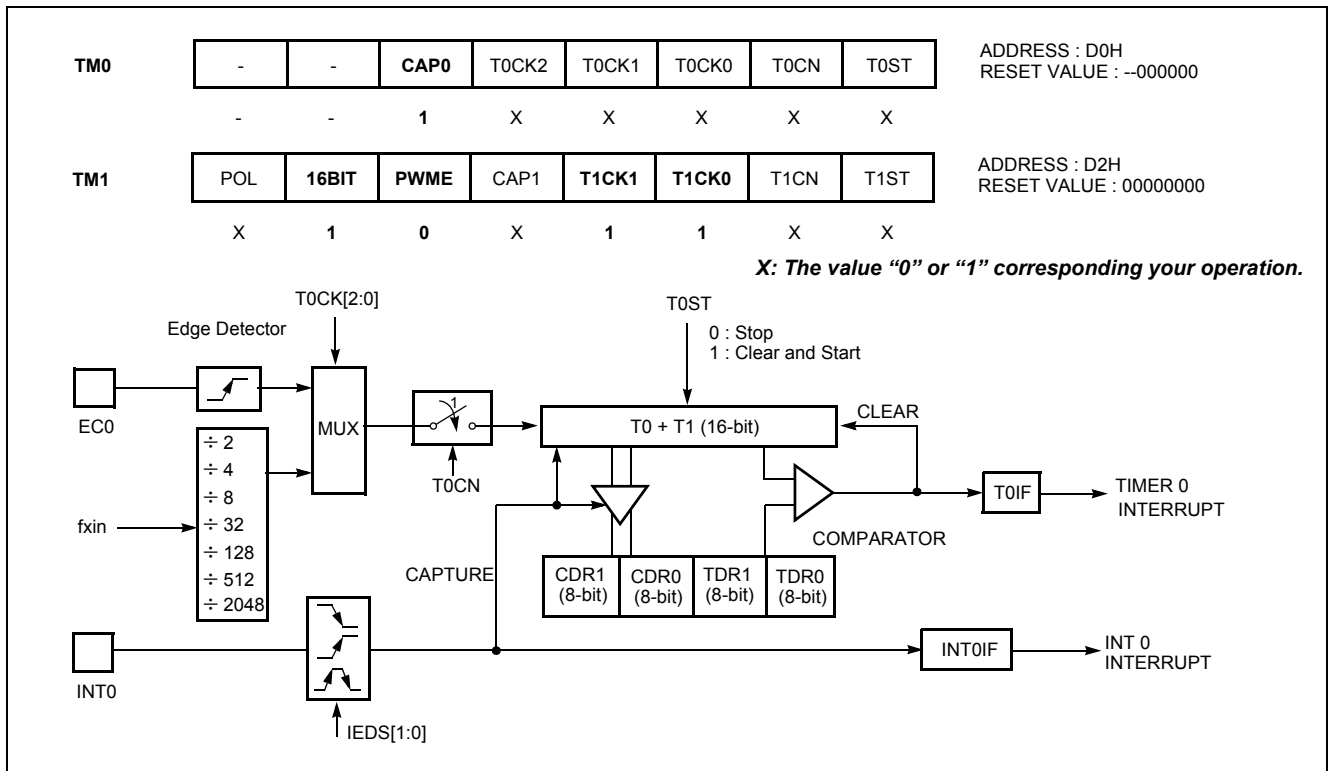 TM0 - - CAP0 T0CK2 T0CK1 T0CK0 T0CN T0ST
ADDRESS : D0H
RESET VALUE : --000000
- - 1 X X X X X
TM1 POL 16BIT PWME CAP1 T1CK1 T1CK0 T1CN T1ST
ADDRESS : D2H
RESET VALUE : 00000000
X 1 0 X 1 1 X X
X: The value “0” or “1” corresponding your operation.
T0CK[2:0]
Edge Detector
T0ST
0 : Stop
1 : Clear and Start
EC0
MUX
1
T0CN
T0 + T1 (16-bit)
CLEAR
fxin
÷ 2
÷ 4
÷ 8
÷ 32
÷ 128
÷ 512
÷ 2048
T0IF
TIMER 0
INTERRUPT
COMPARATOR
CAPTURE
CDR1
(8-bit)
CDR0
(8-bit)
TDR1
(8-bit)
TDR0
(8-bit)
INT0
INT0IF
INT 0
INTERRUPT
IEDS[1:0]